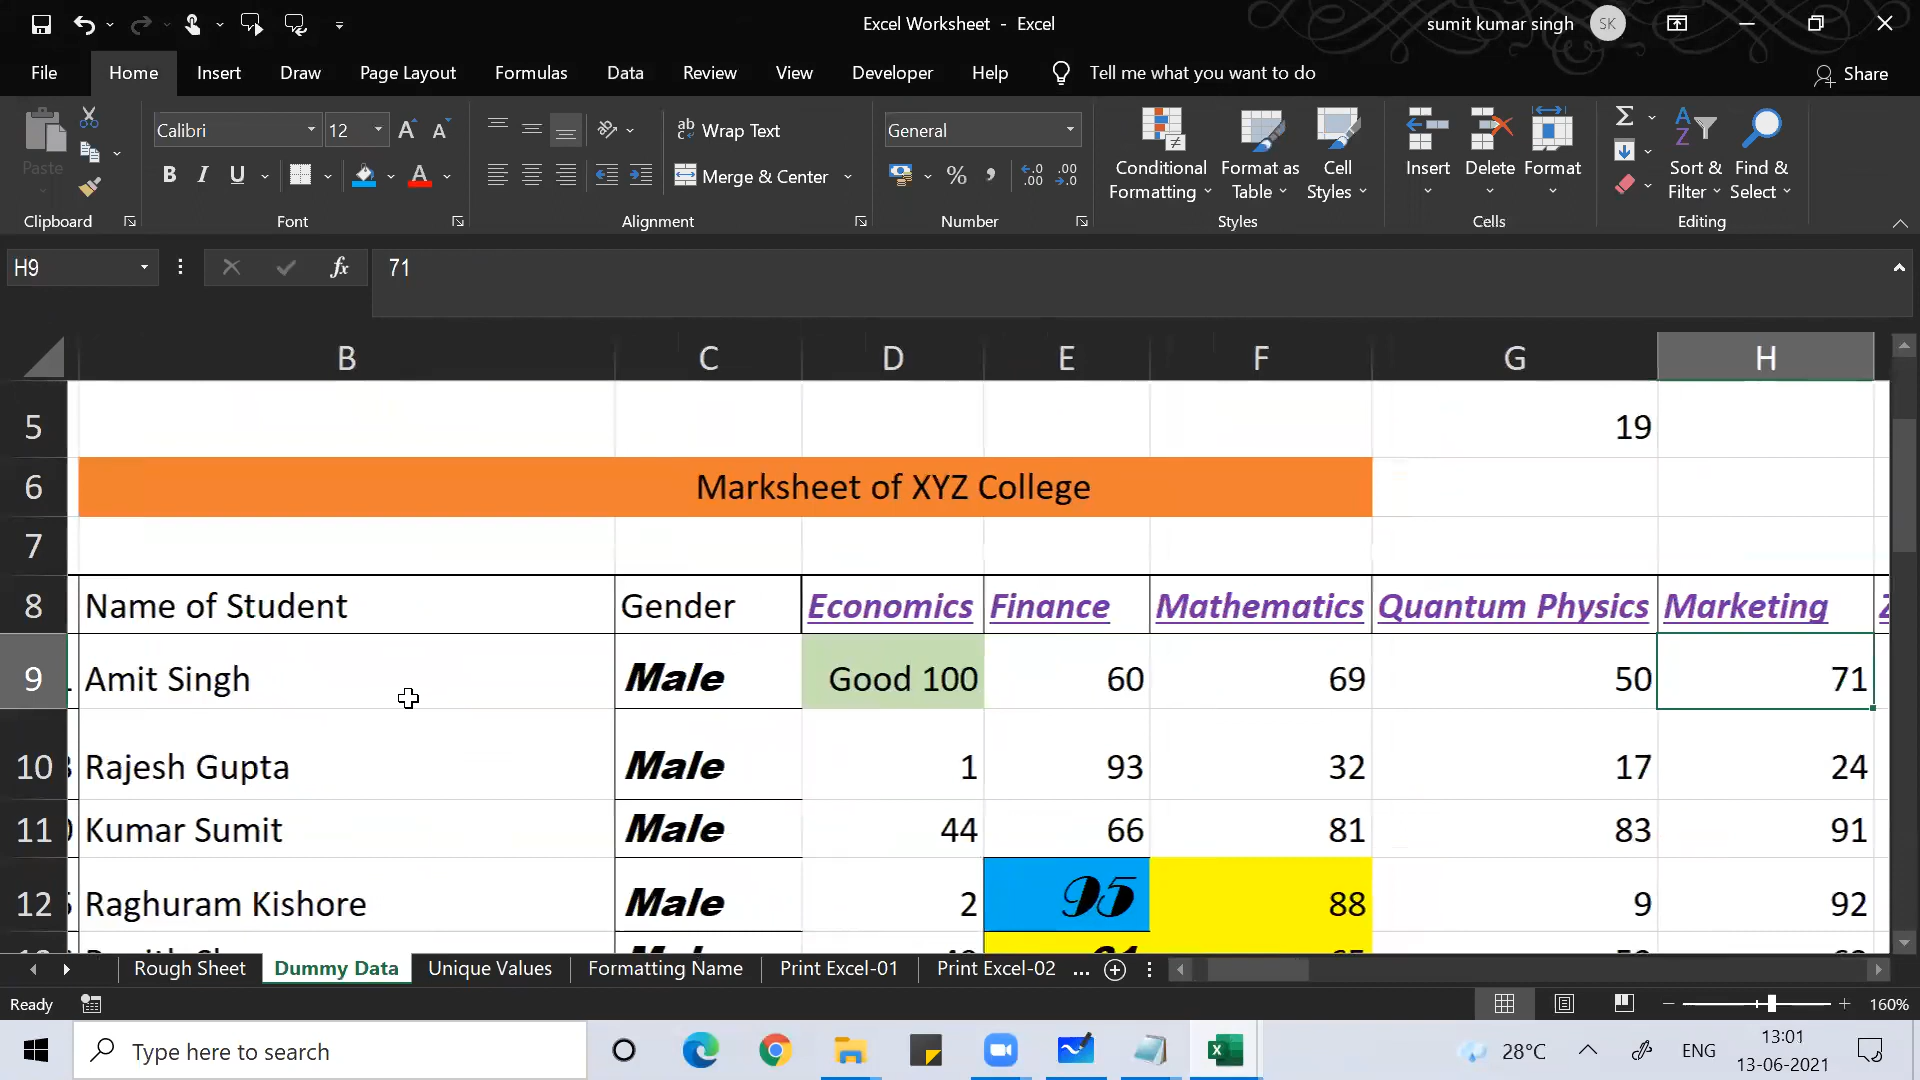 Excel Worksheet - Excel
sumit kumar singh SK
File Home Insert Draw Page Layout Formulas Data Review View Developer Help Tell me what you want to do Share
Calibri 12 Wrap Text General
Paste B I U Merge & Center % Conditional Formatting Format as Table Cell Styles Insert Delete Format Sort & Filter Find & Select
Clipboard Font Alignment Number Styles Cells Editing
H9 fx 71
B C D E F G H
5 19
6 Marksheet of XYZ College
7
8 Name of Student Gender Economics Finance Mathematics Quantum Physics Marketing
9 Amit Singh Male Good 100 60 69 50 71
10 Rajesh Gupta Male 1 93 32 17 24
11 Kumar Sumit Male 44 66 81 83 91
12 Raghuram Kishore Male 2 95 88 9 92
Rough Sheet Dummy Data Unique Values Formatting Name Print Excel-01 Print Excel-02 ...
Ready 160%
Type here to search 28°C ENG 13:01
13-06-2021